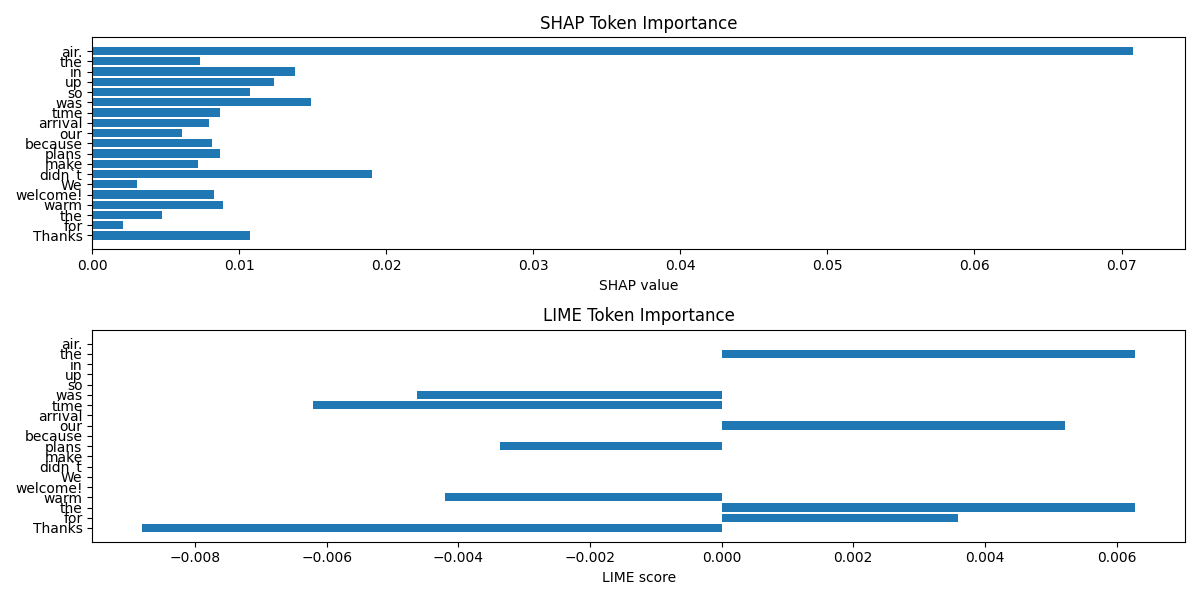 SHAP Token Importance
air.
the
in
up
so
was
time
arrival
our
because
plans
make
didn`t
We
welcome!
warm
the
for
Thanks
0.00 0.01 0.02 0.03 0.04 0.05 0.06 0.07
SHAP value
LIME Token Importance
air.
the
in
up
so
was
time
arrival
our
because
plans
make
didn`t
We
welcome!
warm
the
for
Thanks
−0.008 −0.006 −0.004 −0.002 0.000 0.002 0.004 0.006
LIME score